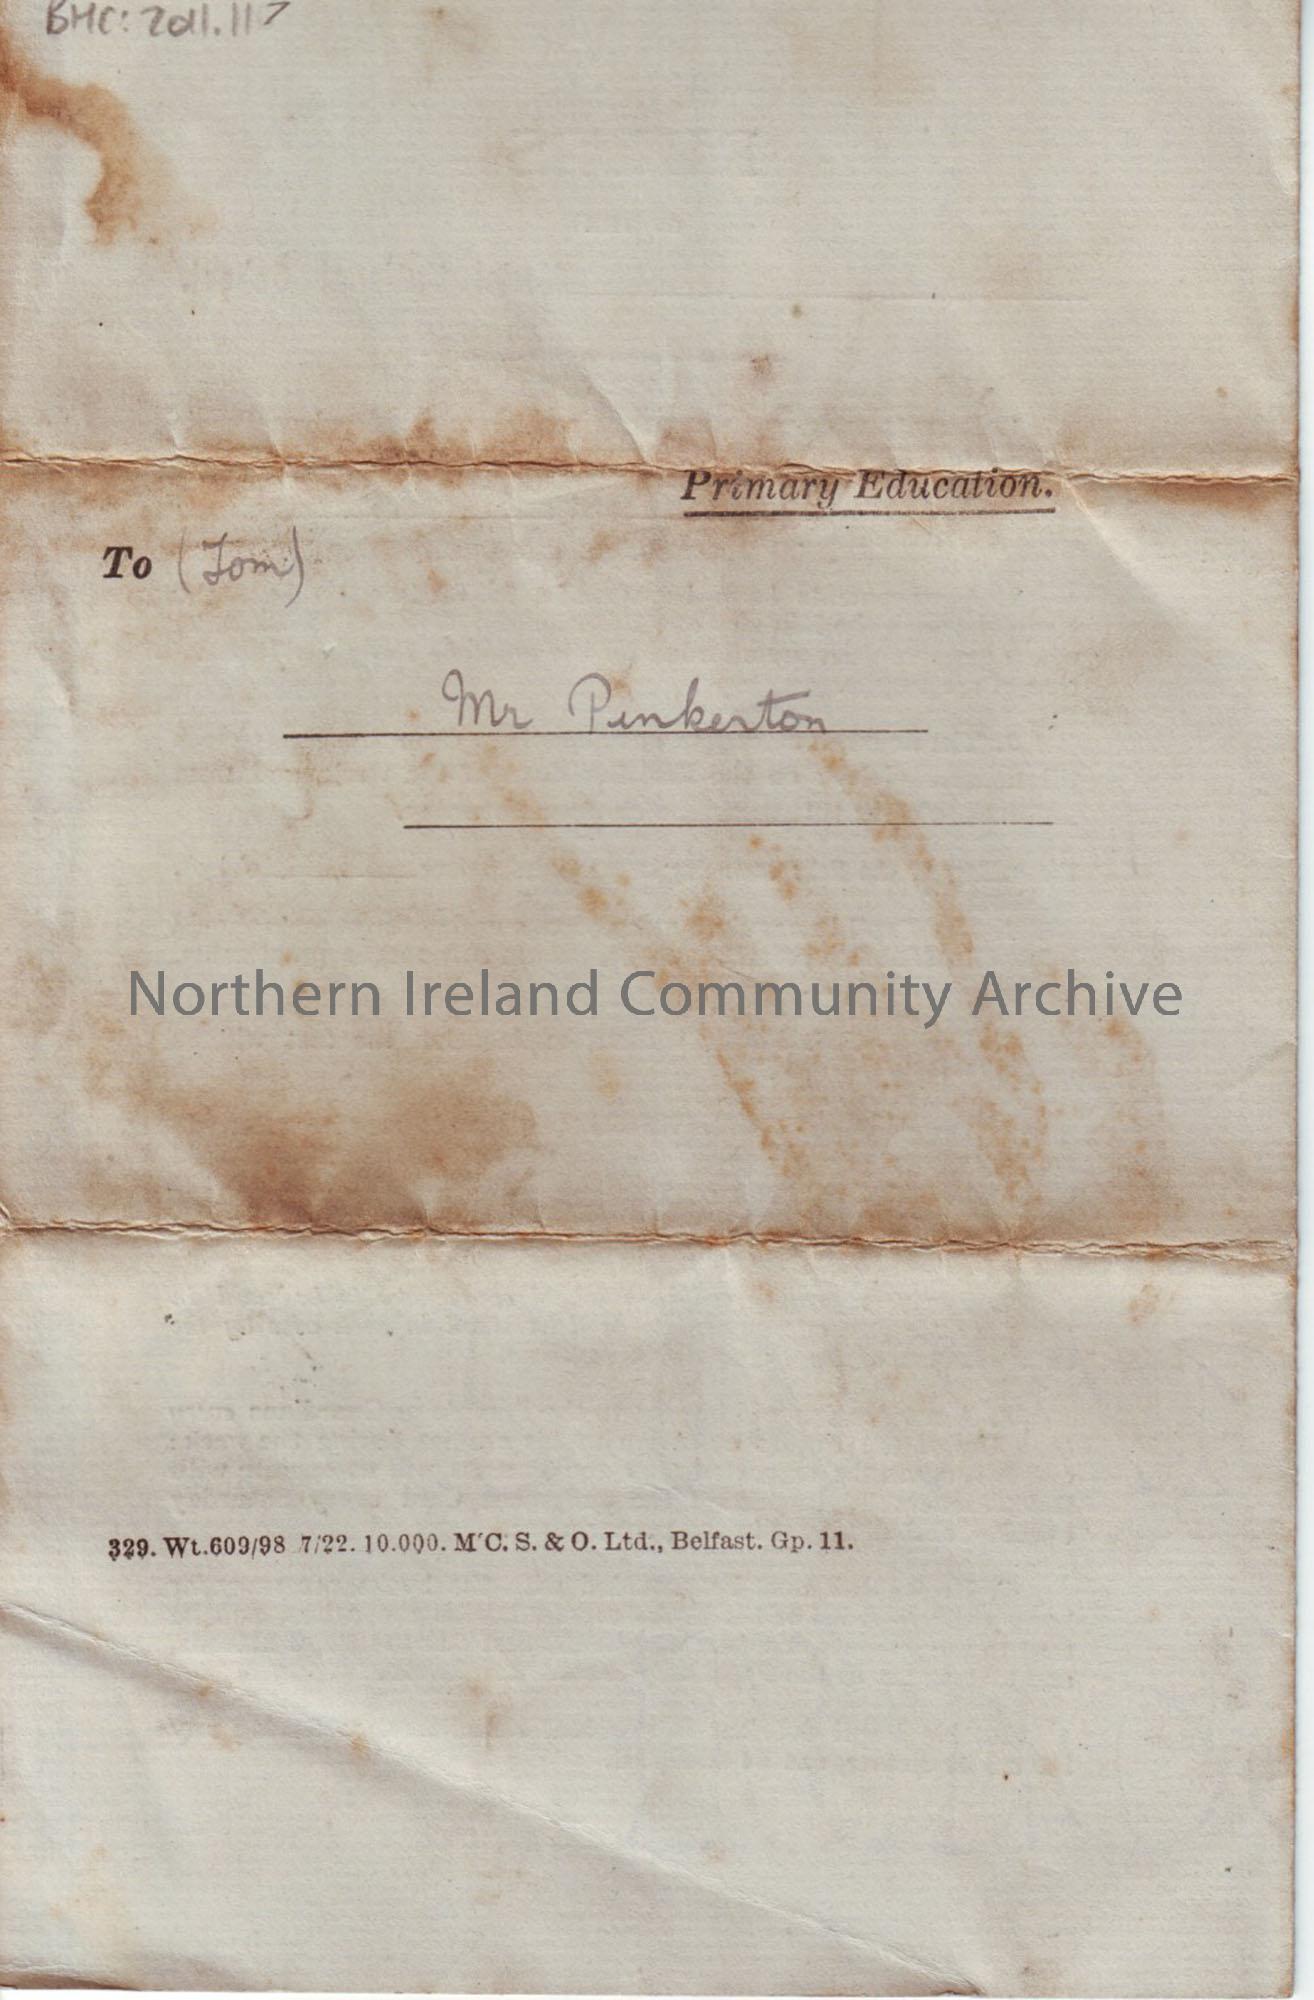 BHC: 2011.117
Primary Education.
To (Tom)
Mr Pinkerton
Northern Ireland Community Archive
329. Wt.609/98 7/22. 10.000. M'C. S. & O. Ltd., Belfast. Gp. 11.